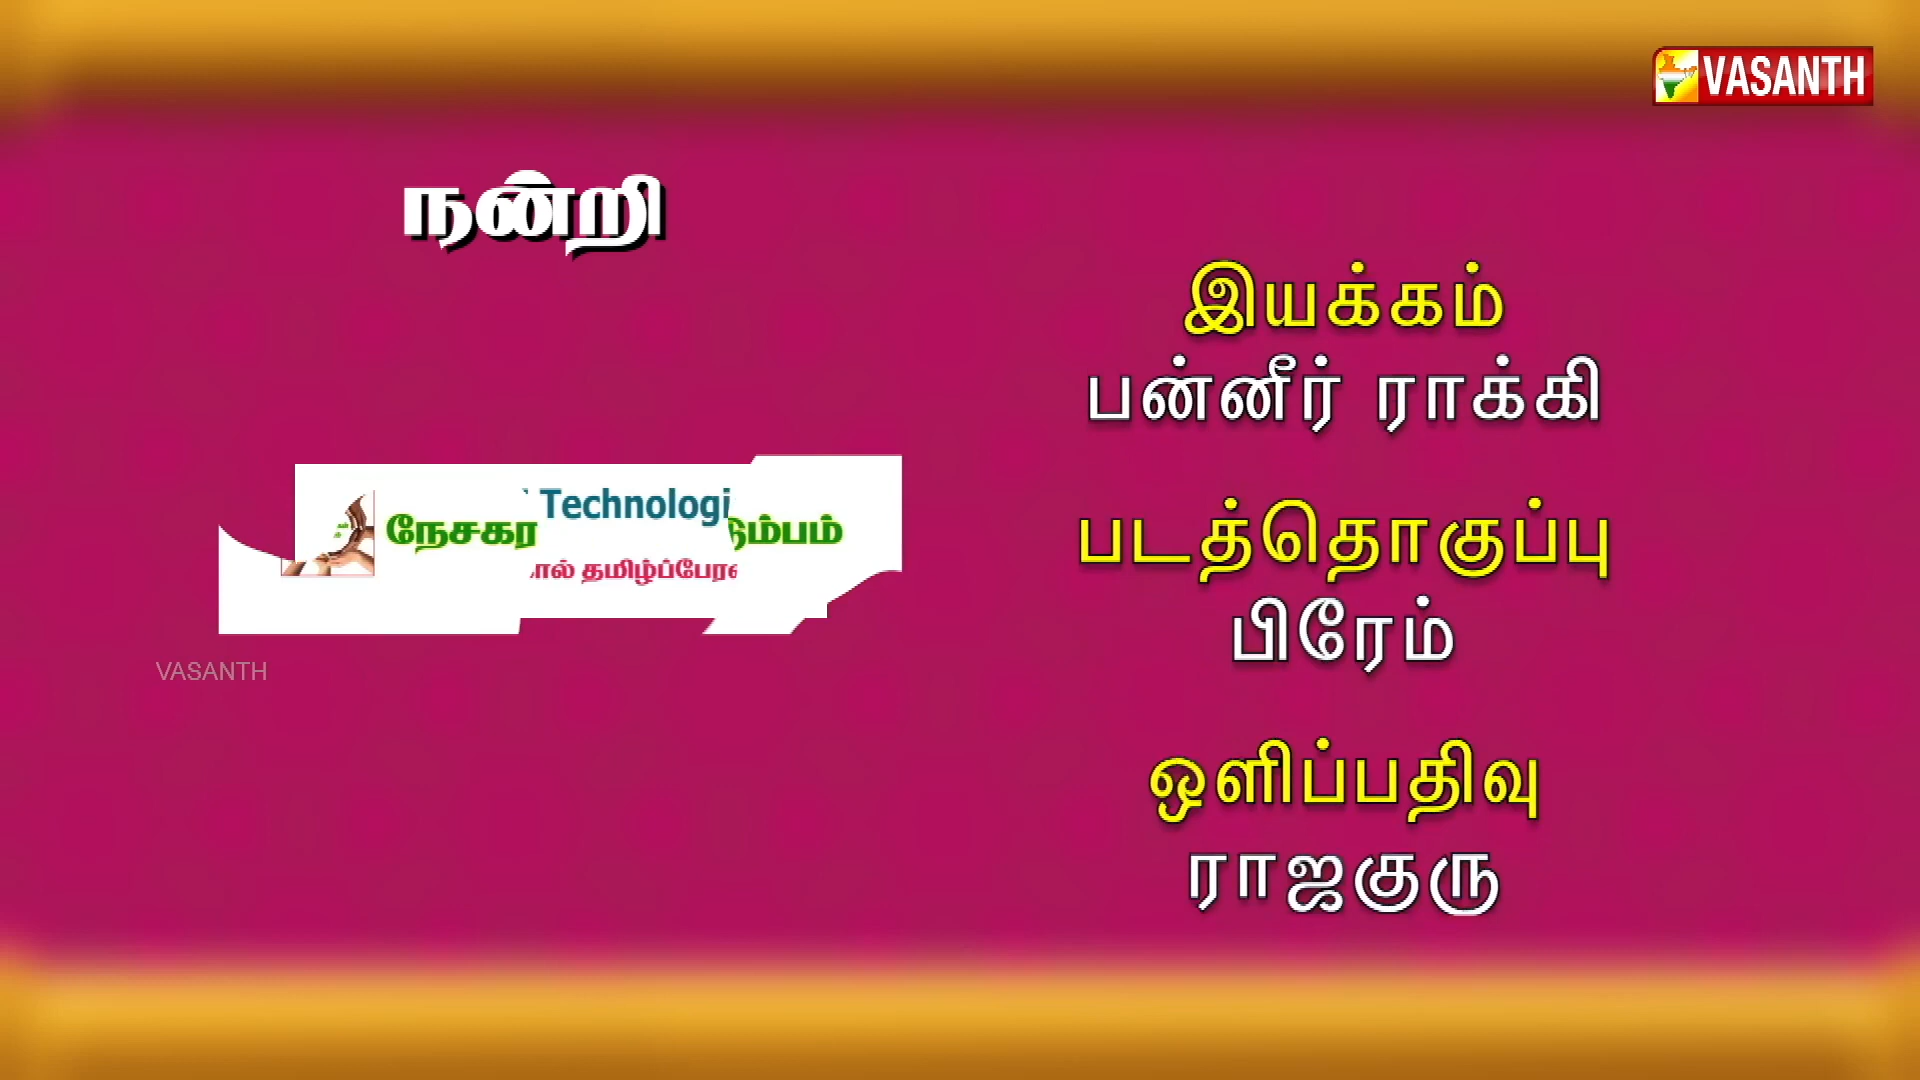 VASANTH
நன்றி
Technologi
நேசகர
டும்பம்
தமிழ்ப்பேர
VASANTH
இயக்கம்
பன்னீர் ராக்கி
படத்தொகுப்பு
பிரேம்
ஒளிப்பதிவு
ராஜகுரு